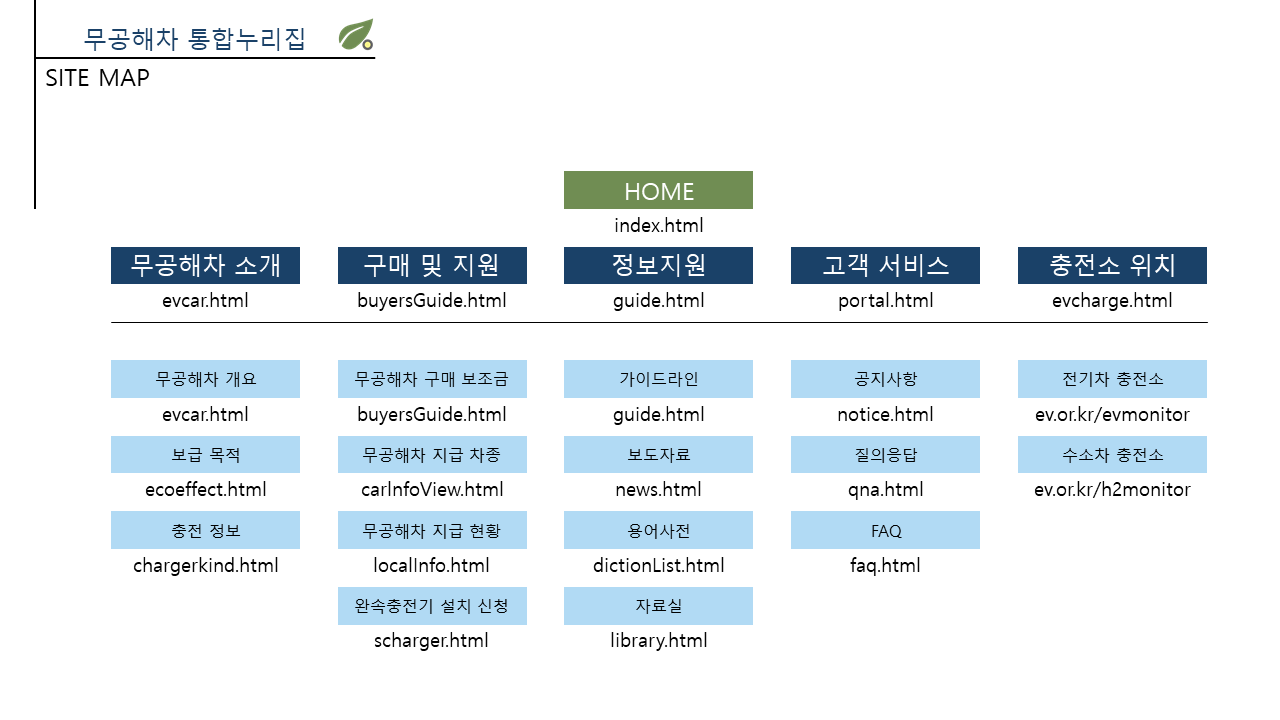 무공해차 통합누리집
SITE MAP
HOME
index.html
무공해차 소개
evcar.html
구매 및 지원
buyersGuide.html
정보지원
guide.html
고객 서비스
portal.html
충전소 위치
evcharge.html
무공해차 개요
evcar.html
보급 목적
ecoeffect.html
충전 정보
chargerkind.html
무공해차 구매 보조금
buyersGuide.html
무공해차 지급 차종
carInfoView.html
무공해차 지급 현황
localInfo.html
완속충전기 설치 신청
scharger.html
가이드라인
guide.html
보도자료
news.html
용어사전
dictionList.html
자료실
library.html
공지사항
notice.html
질의응답
qna.html
FAQ
faq.html
전기차 충전소
ev.or.kr/evmonitor
수소차 충전소
ev.or.kr/h2monitor